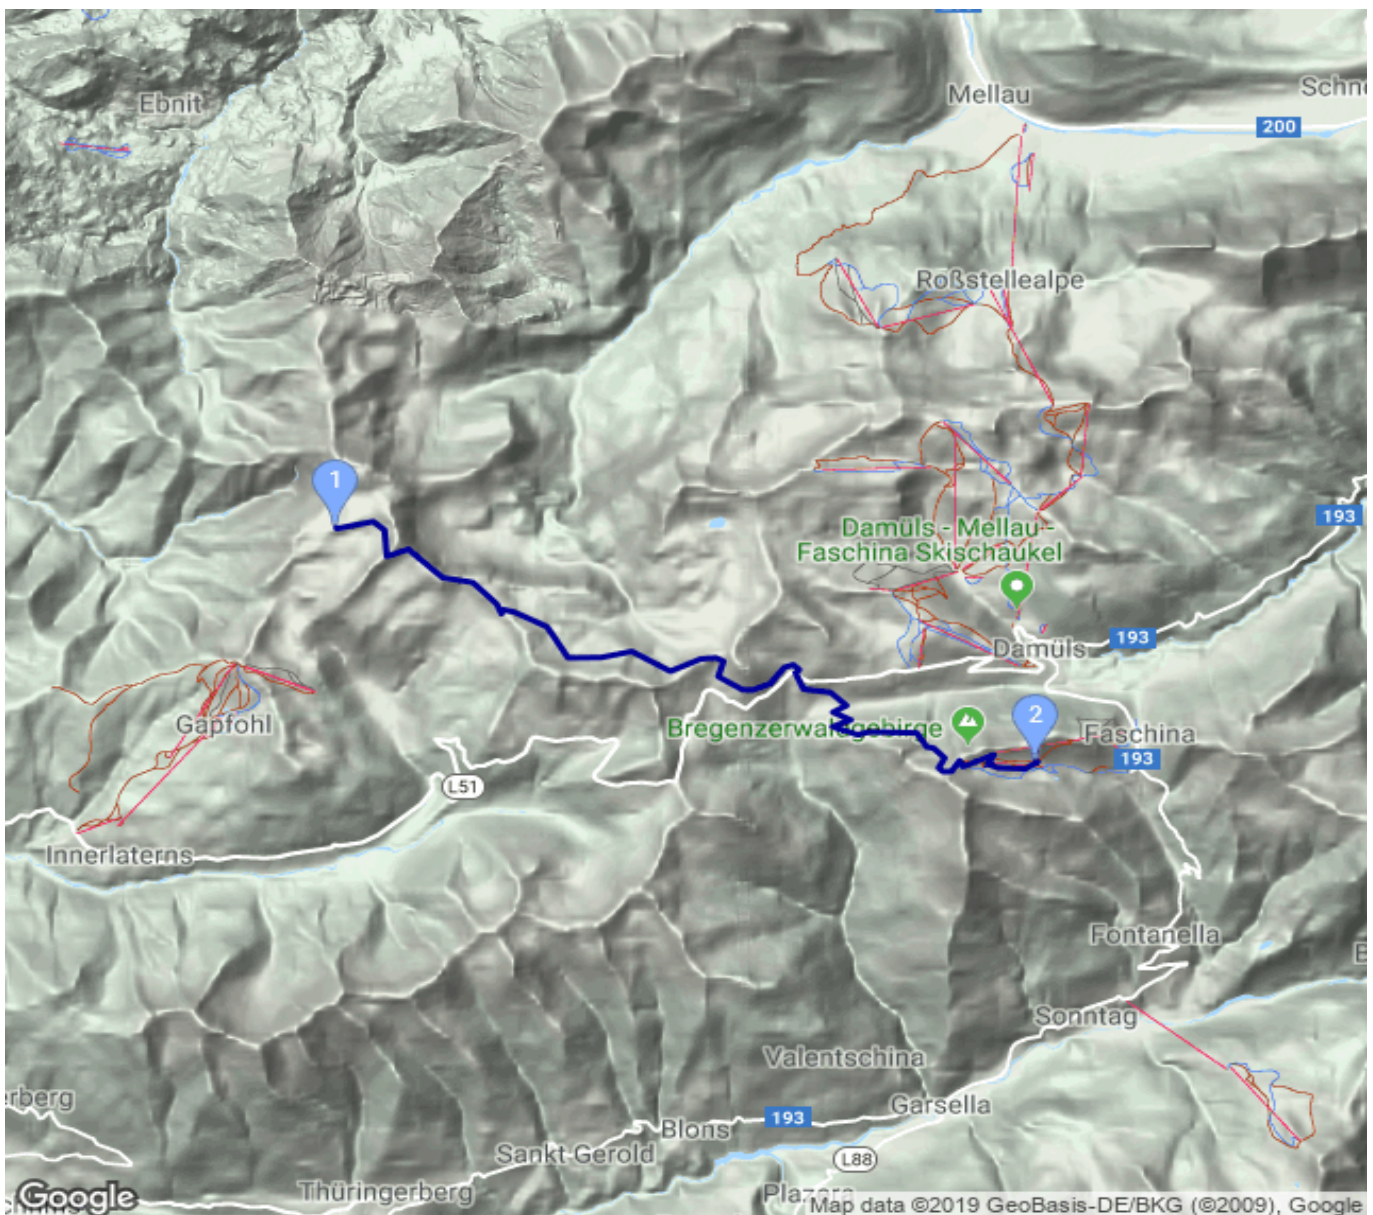 Ebnit
Mellau
Schn
200
Roßstellealpe
1
193
Damüls - Mellau-
Faschina Skischaukel
193
Damüls
Gapfohl
Bregenzerwaldgebirge
2
Faschina
193
L51
Innerlaterns
Fontanella
Sonntag
Valentschina
erberg
Garsella
193
Blons
Sankt Gerold
L88
Thüringerberg
Google
Map data ©2019 GeoBasis-DE/BKG (©2009), Google